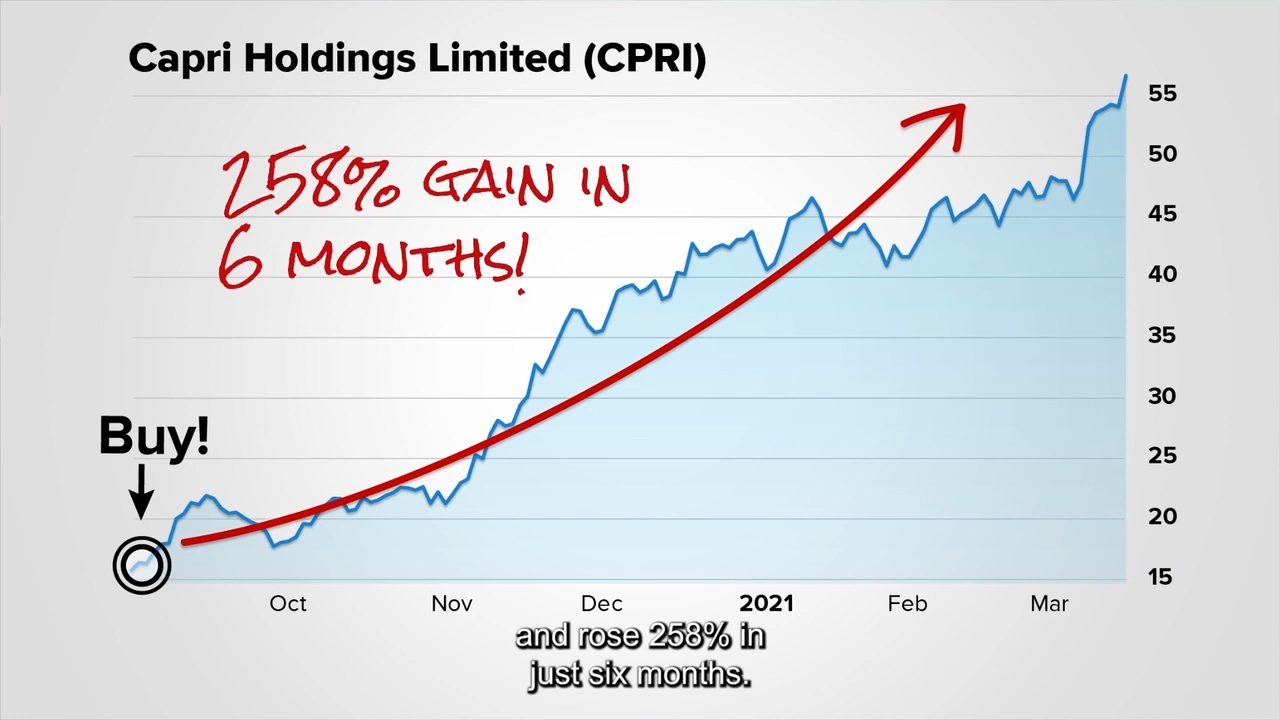 Capri Holdings Limited (CPRI)
258% GAIN IN
6 MONTHS!
Buy!
55
50
45
40
35
30
25
20
15
Oct Nov Dec 2021 Feb Mar
and rose 258% in
just six months.